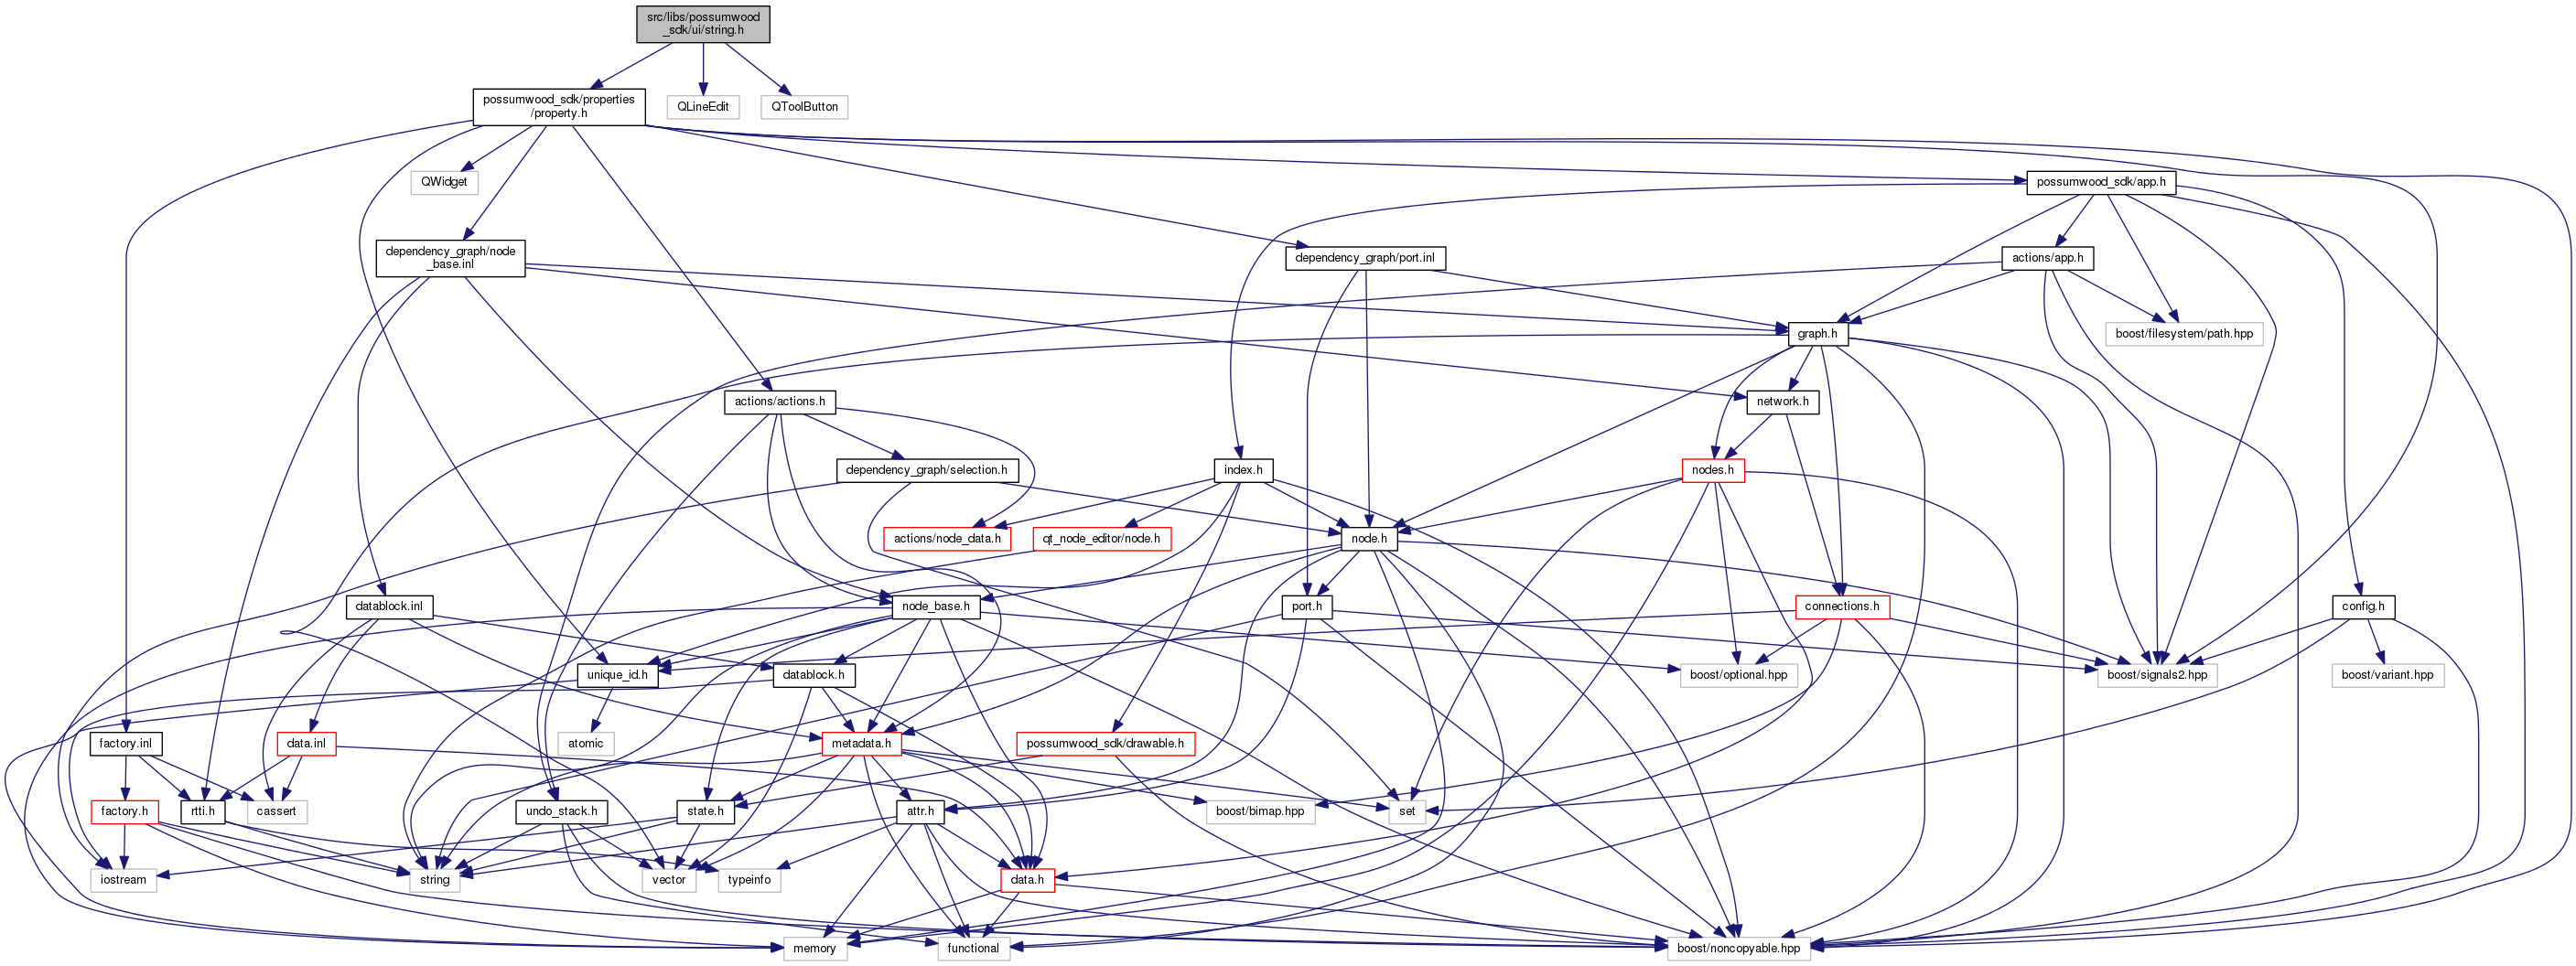 src/libs/possumwood
_sdk/ui/string.h
possumwood_sdk/properties
/property.h
QLineEdit
QToolButton
QWidget
possumwood_sdk/app.h
dependency_graph/node
_base.inl
dependency_graph/port.inl
actions/app.h
graph.h
boost/filesystem/path.hpp
actions/actions.h
network.h
dependency_graph/selection.h
index.h
nodes.h
actions/node_data.h
qt_node_editor/node.h
node.h
datablock.inl
node_base.h
port.h
connections.h
config.h
unique_id.h
datablock.h
boost/optional.hpp
boost/signals2.hpp
boost/variant.hpp
factory.inl
data.inl
atomic
metadata.h
possumwood_sdk/drawable.h
factory.h
rtti.h
cassert
undo_stack.h
state.h
attr.h
boost/bimap.hpp
set
iostream
string
vector
typeinfo
data.h
memory
functional
boost/noncopyable.hpp